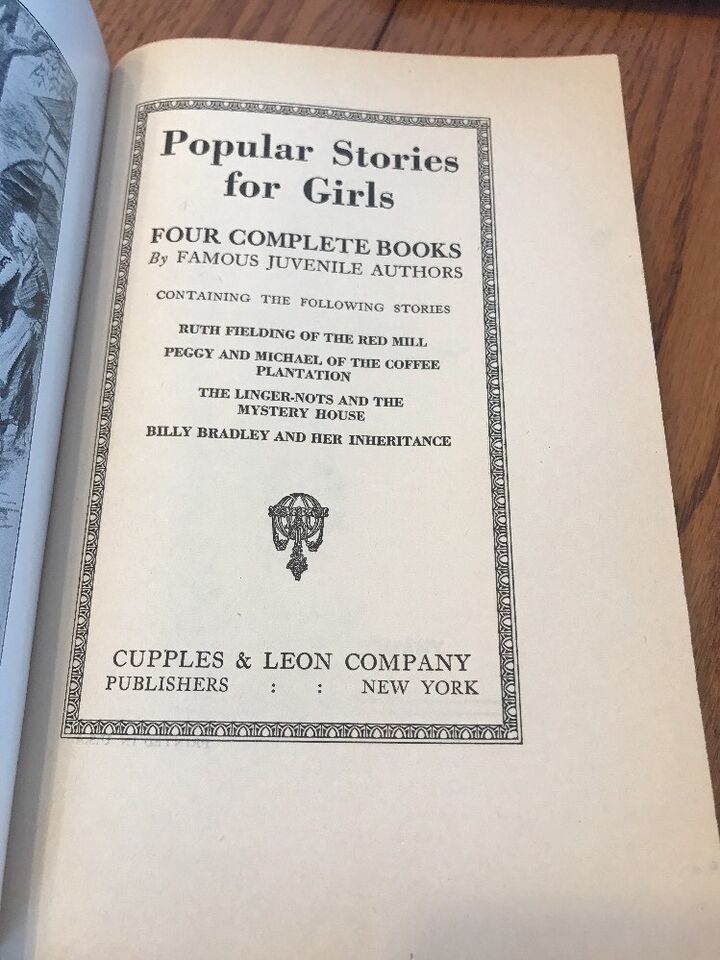 Popular Stories
for Girls
FOUR COMPLETE BOOKS
By FAMOUS JUVENILE AUTHORS
CONTAINING THE FOLLOWING STORIES
RUTH FIELDING OF THE RED MILL
PEGGY AND MICHAEL OF THE COFFEE
PLANTATION
THE LINGER-NOTS AND THE
MYSTERY HOUSE
BILLY BRADLEY AND HER INHERITANCE
CUPPLES & LEON COMPANY
PUBLISHERS : : NEW YORK